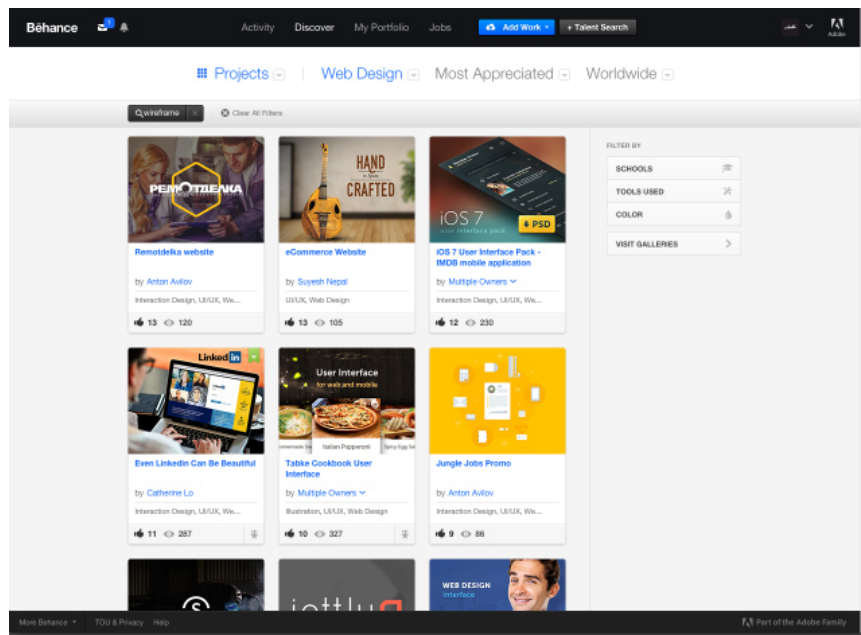 Bēhance
1
Activity
Discover
My Portfolio
Jobs
Add Work
+ Talent Search
Adobe
Projects
Web Design
Most Appreciated
Worldwide
wireframe ×
Clear All Filters
FILTER BY
SCHOOLS
TOOLS USED
COLOR
VISIT GALLERIES
HAND
CRAFTED
iOS 7
user interface pack
PSD
Remotdelka website
by Anton Avilov
Interaction Design, UI/UX, We...
13 120
eCommerce Website
by Suyesh Nepal
UI/UX, Web Design
13 105
iOS 7 User Interface Pack -
IMDB mobile application
by Multiple Owners
Interaction Design, UI/UX, We...
12 230
Linked in
User Interface
for web and mobile
Italian Papperoni
Even Linkedin Can Be Beautiful
by Catherine Lo
Interaction Design, UI/UX, We...
11 287
Tabke Cookbook User
Interface
by Multiple Owners
Illustration, UI/UX, Web Design
10 327
Jungle Jobs Promo
by Anton Avilov
Interaction Design, UI/UX, We...
9 86
WEB DESIGN
interface
More Behance
TOU & Privacy
Help
Part of the Adobe Family